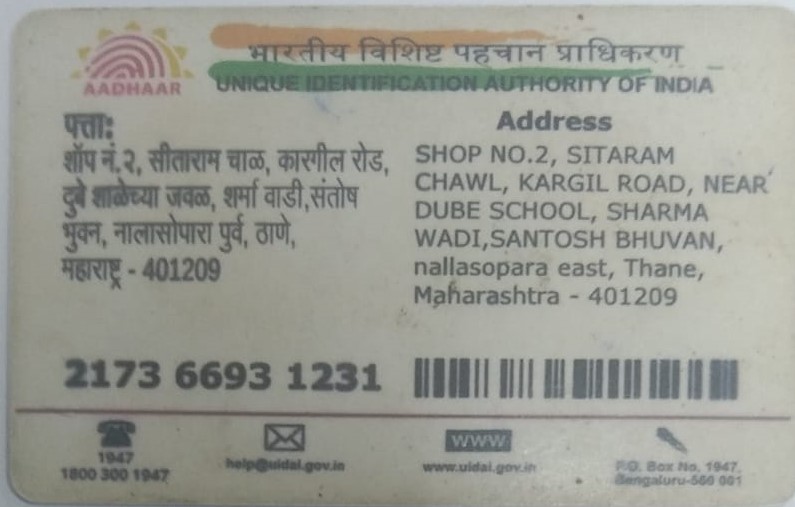 भारतीय विशिष्ट पहचान प्राधिकरण
AADHAAR
UNIQUE IDENTIFICATION AUTHORITY OF INDIA
पत्ता:
शॉप नं.२, सीताराम चाळ, कारगील रोड,
दुबे शाळेच्या जवळ, शर्मा वाडी,संतोष
भुवन, नालासोपारा पुर्व, ठाणे,
महाराष्ट्र - 401209
Address
SHOP NO.2, SITARAM
CHAWL, KARGIL ROAD, NEAR
DUBE SCHOOL, SHARMA
WADI,SANTOSH BHUVAN,
nallasopara east, Thane,
Maharashtra - 401209
2173 6693 1231
1947
1800 300 1947
help@uidai.gov.in
www
www.uidai.gov.in
P.O. Box No. 1947,
Bengaluru-560 001